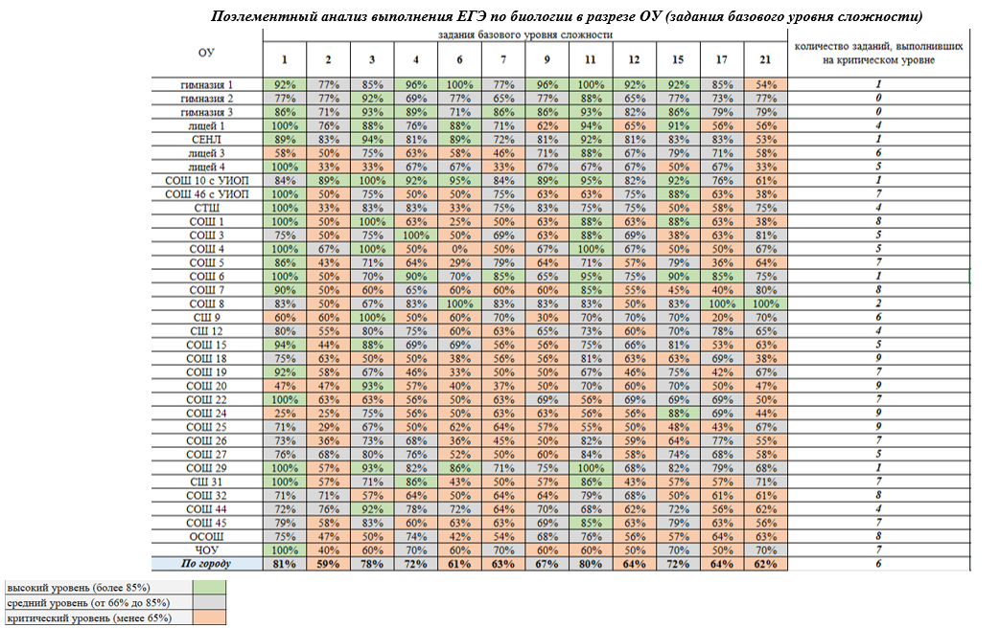 Поэлементный анализ выполнения ЕГЭ по биологии в разрезе ОУ (задания базового уровня сложности)
ОУ задания базового уровня сложности количество заданий, выполнивших на критическом уровне
1 2 3 4 6 7 9 11 12 15 17 21
гимназия 1 92% 77% 85% 96% 100% 77% 96% 100% 92% 92% 85% 54% 1
гимназия 2 77% 77% 92% 69% 77% 65% 77% 88% 65% 77% 73% 77% 0
гимназия 3 86% 71% 93% 89% 71% 86% 86% 93% 82% 86% 79% 79% 0
лицей 1 100% 76% 88% 76% 88% 71% 62% 94% 65% 91% 56% 56% 4
СЕНЛ 89% 83% 94% 81% 89% 72% 81% 92% 81% 83% 83% 53% 1
лицей 3 58% 50% 75% 63% 58% 46% 71% 88% 67% 79% 71% 58% 6
лицей 4 100% 33% 33% 67% 67% 33% 67% 67% 67% 50% 67% 33% 5
СОШ 10 с УИОП 84% 89% 100% 92% 95% 84% 89% 95% 82% 92% 76% 61% 1
СОШ 46 с УИОП 100% 50% 75% 50% 50% 75% 63% 63% 75% 88% 63% 38% 7
СТШ 100% 33% 83% 83% 33% 75% 83% 75% 75% 50% 58% 75% 4
СОШ 1 100% 50% 100% 63% 25% 50% 63% 88% 63% 88% 63% 38% 8
СОШ 3 75% 50% 75% 100% 50% 69% 63% 88% 69% 38% 63% 81% 5
СОШ 4 100% 67% 100% 50% 0% 50% 67% 100% 67% 50% 50% 67% 5
СОШ 5 86% 43% 71% 64% 29% 79% 64% 71% 57% 79% 36% 64% 7
СОШ 6 100% 50% 70% 90% 70% 85% 65% 95% 75% 90% 85% 75% 1
СОШ 7 90% 50% 60% 65% 60% 60% 60% 85% 55% 45% 40% 80% 8
СОШ 8 83% 50% 67% 83% 100% 83% 83% 83% 50% 83% 100% 100% 2
СШ 9 60% 60% 100% 50% 60% 70% 30% 70% 70% 70% 20% 70% 6
СШ 12 80% 55% 80% 75% 60% 63% 65% 73% 60% 70% 78% 65% 4
СОШ 15 94% 44% 88% 69% 69% 56% 56% 75% 66% 81% 53% 63% 5
СОШ 18 75% 63% 50% 50% 38% 56% 56% 81% 63% 63% 69% 38% 9
СОШ 19 92% 58% 67% 46% 33% 50% 50% 67% 46% 75% 42% 67% 7
СОШ 20 47% 47% 93% 57% 40% 37% 50% 70% 60% 70% 50% 47% 9
СОШ 22 100% 63% 63% 56% 50% 63% 69% 56% 69% 69% 69% 50% 7
СОШ 24 25% 25% 75% 56% 50% 63% 63% 56% 56% 88% 69% 44% 9
СОШ 25 71% 29% 67% 50% 62% 64% 57% 55% 50% 48% 43% 67% 9
СОШ 26 73% 36% 73% 68% 36% 45% 50% 82% 59% 64% 77% 55% 7
СОШ 27 76% 68% 80% 76% 52% 50% 60% 84% 58% 74% 68% 58% 5
СОШ 29 100% 57% 93% 82% 86% 71% 75% 100% 68% 82% 79% 68% 1
СШ 31 100% 57% 71% 86% 43% 50% 57% 86% 43% 57% 57% 71% 7
СОШ 32 71% 71% 57% 64% 50% 64% 64% 79% 68% 50% 61% 61% 8
СОШ 44 72% 76% 92% 78% 72% 64% 70% 68% 62% 72% 56% 62% 4
СОШ 45 79% 58% 83% 60% 63% 63% 69% 85% 63% 79% 63% 56% 7
ОСОШ 75% 47% 50% 74% 42% 54% 68% 76% 56% 57% 64% 63% 8
ЧОУ 100% 40% 60% 70% 60% 70% 60% 60% 50% 70% 50% 70% 7
По городу 81% 59% 78% 72% 61% 63% 67% 80% 64% 72% 64% 62% 6
высокий уровень (более 85%)
средний уровень (от 66% до 85%)
критический уровень (менее 65%)